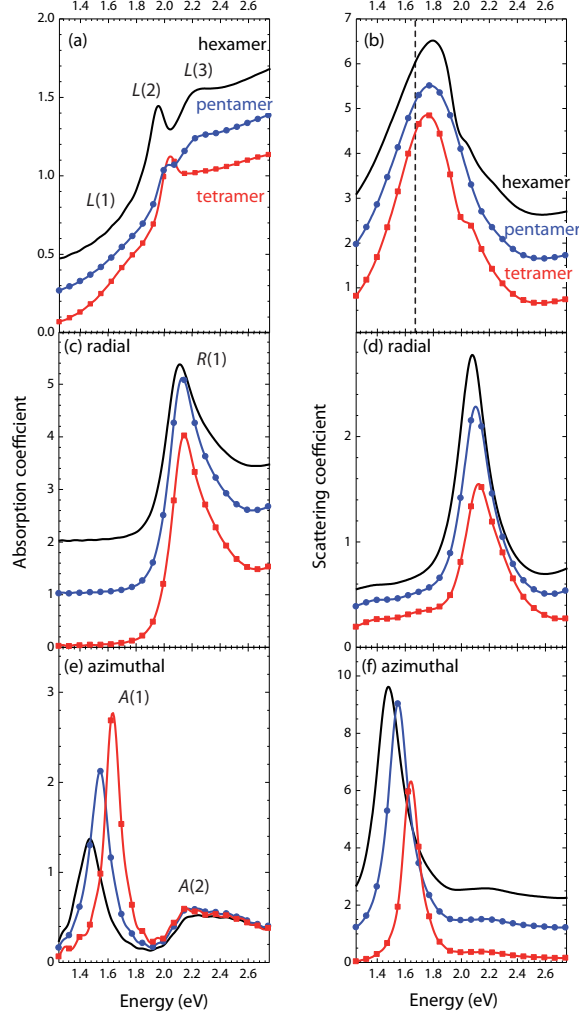 1.4 1.6 1.8 2.0 2.2 2.4 2.6
1.4 1.6 1.8 2.0 2.2 2.4 2.6
2.0
1.5
1.0
0.5
0.0
(a)
hexamer
L(1)
L(2)
L(3)
pentamer
tetramer
7
6
5
4
3
2
1
(b)
hexamer
pentamer
tetramer
Absorption coefficient
5
4
3
2
1
0
(c) radial
R(1)
Scattering coefficient
2
1
0
(d) radial
3
2
1
0
(e) azimuthal
A(1)
A(2)
10
8
6
4
2
0
(f) azimuthal
1.4 1.6 1.8 2.0 2.2 2.4 2.6
1.4 1.6 1.8 2.0 2.2 2.4 2.6
Energy (eV)
Energy (eV)